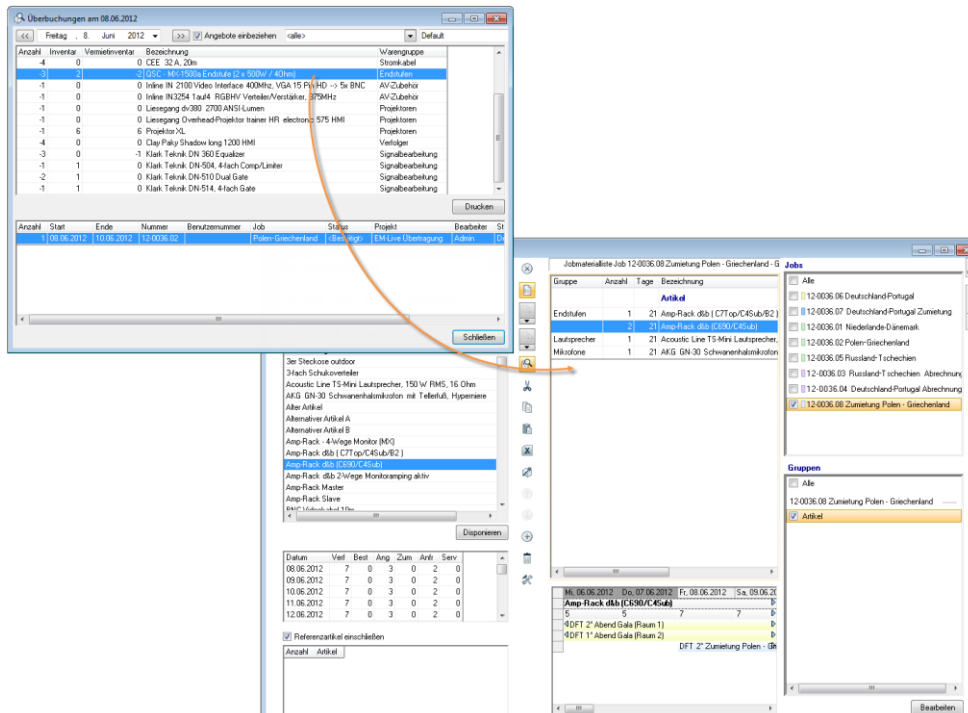 Überbuchungen am 08.06.2012
<< Freitag , 8. Juni 2012 >> Angebote einbeziehen <alle> Default
Anzahl Inventar Vermietinventar Bezeichnung Warengruppe
-4 0 0 CEE 32 A, 20m Stromkabel
-3 2 -2 QSC - MX-1508a Endstufe (2 x 500W / 4Ohm) Endstufen
-1 0 0 Inline IN 2100 Video Interface 400Mhz, VGA 15 Pin HD --> 5x BNC AV-Zubehör
-1 0 0 Inline IN3254 1auf4 RGBHV Verteiler/Verstärker, 375MHz AV-Zubehör
-1 0 0 Liesegang dv380 2700 ANSI-Lumen Projektoren
-1 0 0 Liesegang Overhead-Projektor trainer HR electronic 575 HMI Projektoren
-1 6 6 Projektor XL Projektoren
-4 0 0 Clay Paky Shadow long 1200 HMI Verfolger
-3 0 -1 Klark Teknik DN 360 Equalizer Signalbearbeitung
-1 1 0 Klark Teknik DN-504, 4-fach Comp/Limiter Signalbearbeitung
-2 1 0 Klark Teknik DN-510 Dual Gate Signalbearbeitung
-1 1 0 Klark Teknik DN-514, 4-fach Gate Signalbearbeitung
Drucken
Anzahl Start Ende Nummer Benutzernummer Job Status Projekt Bearbeiter St
1 08.06.2012 10.06.2012 12-0036.02 Polen-Griechenland <Bestätigt> EM-Live Übertragung Admin
Schließen
3er Steckose outdoor
3-fach Schukoverteiler
Acoustic Line TS-Mini Lautsprecher, 150 W RMS, 16 Ohm
AKG GN-30 Schwanenhalsmikrofon mit Tellerfuß, Hyperniere
Alter Artikel
Alternativer Artikel A
Alternativer Artikel B
Amp-Rack - 4-Wege Monitor (MX)
Amp-Rack d&b ( C7Top/C4Sub/B2 )
Amp-Rack d&b (C690/C4Sub)
Amp-Rack d&b 2-Wege Monitoramping aktiv
Amp-Rack Master
Amp-Rack Slave
Disponieren
Datum Verf Best Ang Zum Anfr Serv
08.06.2012 7 0 3 0 2 0
09.06.2012 7 0 3 0 2 0
10.06.2012 7 0 3 0 2 0
11.06.2012 7 0 3 0 2 0
12.06.2012 7 0 3 0 2 0
Referenzartikel einschließen
Anzahl Artikel
Jobmaterialliste Job 12-0036.08 Zumietung Polen - Griechenland - G
Gruppe Anzahl Tage Bezeichnung
Artikel
Endstufen 1 21 Amp-Rack d&b ( C7Top/C4Sub/B2 )
2 21 Amp-Rack d&b (C690/C4Sub)
Lautsprecher 1 21 Acoustic Line TS-Mini Lautsprecher,
Mikrofone 1 21 AKG GN-30 Schwanenhalsmikrofon
Mi, 06.06.2012 Do, 07.06.2012 Fr, 08.06.2012 Sa, 09.06.20
Amp-Rack d&b (C690/C4Sub)
5 5 7 7
DFT 2" Abend Gala (Raum 1)
DFT 1" Abend Gala (Raum 2)
DFT 2" Zumietung Polen - Gri
Jobs
Alle
12-0036.06 Deutschland-Portugal
12-0036.07 Deutschland-Portugal Zumietung
12-0036.01 Niederlande-Dänemark
12-0036.02 Polen-Griechenland
12-0036.05 Russland-Tschechien
12-0036.03 Russland-Tschechien Abrechnung
12-0036.04 Deutschland-Portugal Abrechnung
12-0036.08 Zumietung Polen - Griechenland
Gruppen
Alle
12-0036.08 Zumietung Polen - Griechenland
Artikel
Bearbeiten